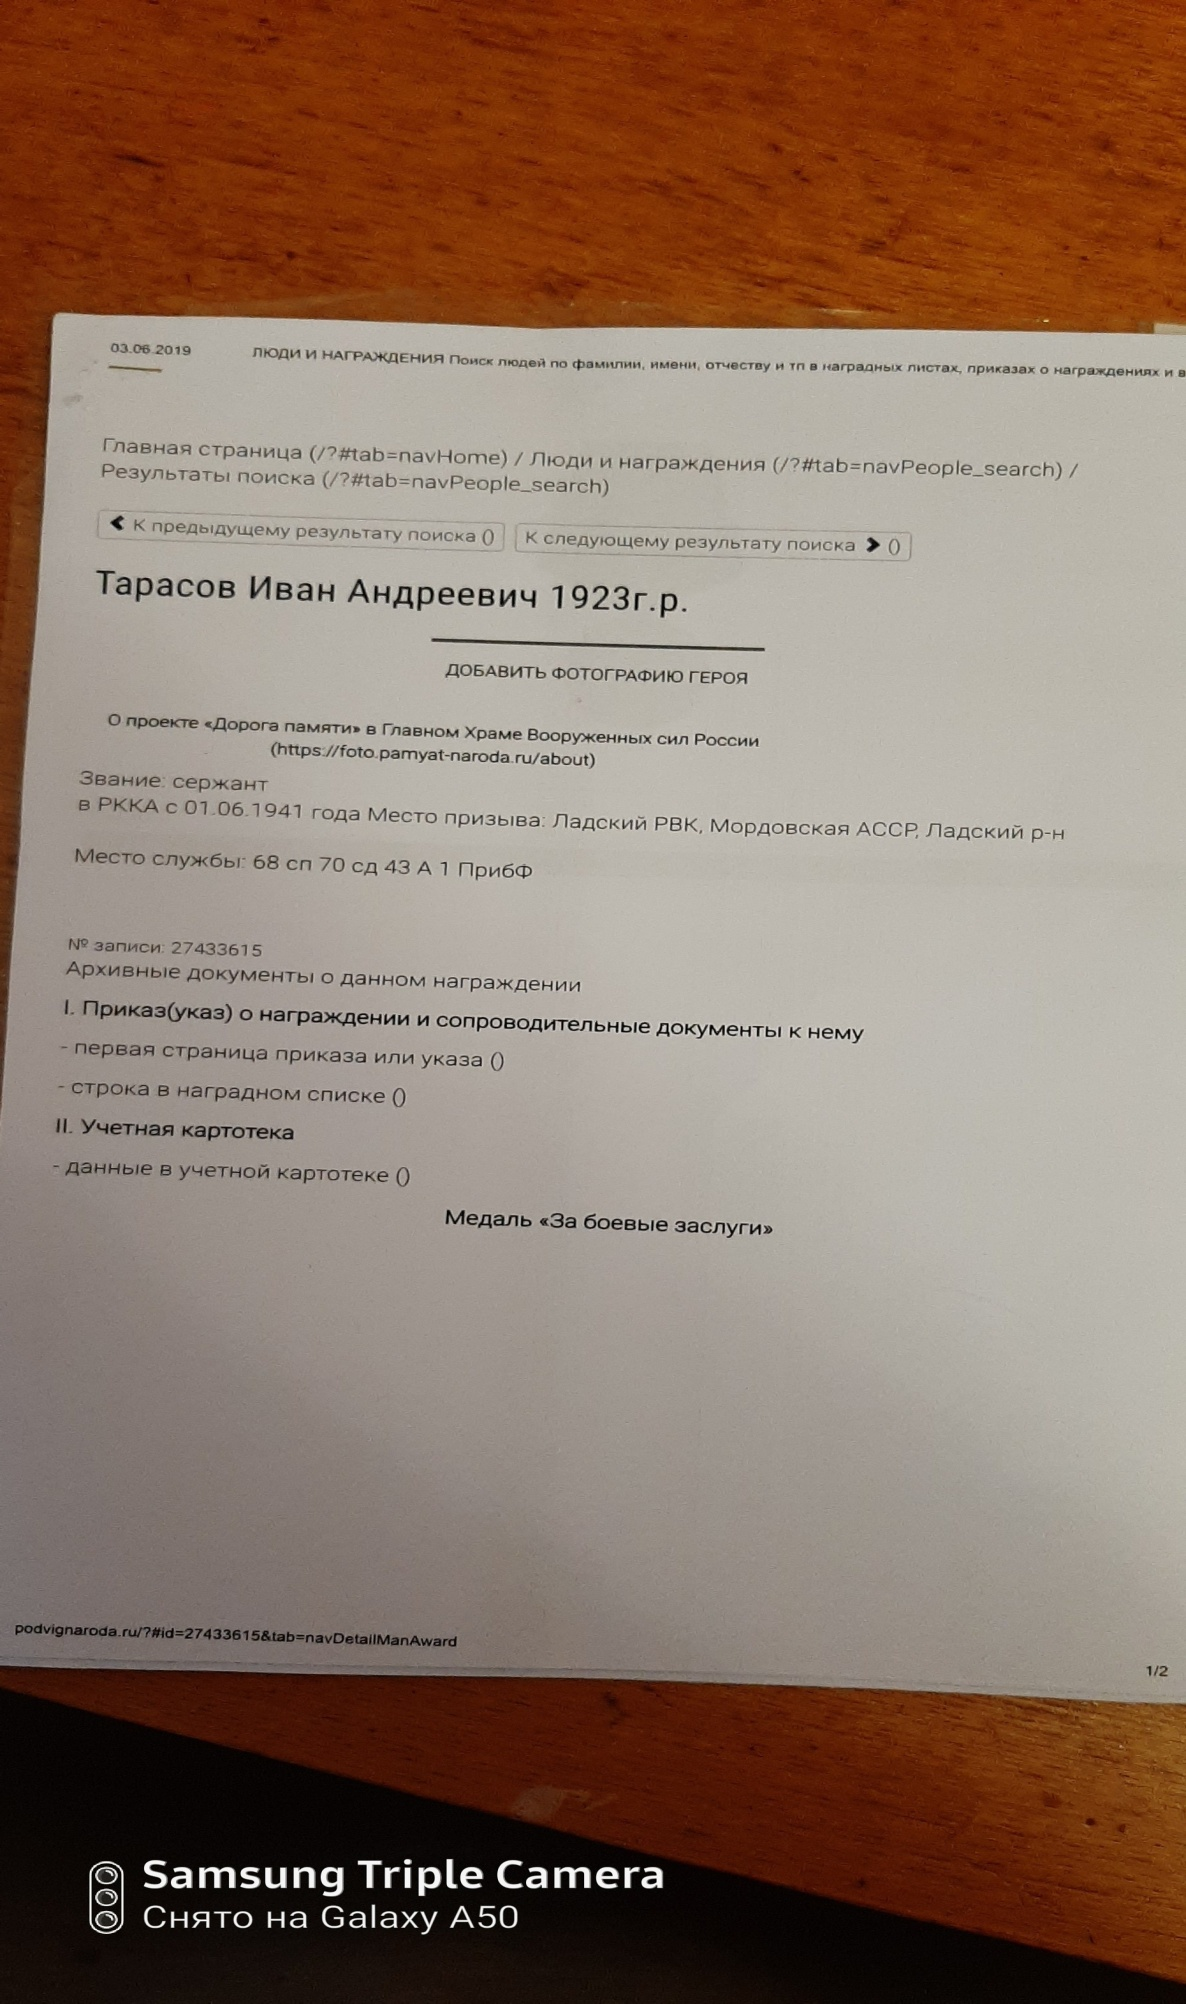 03.06.2019 ЛЮДИ И НАГРАЖДЕНИЯ Поиск людей по фамилии, имени, отчеству и тп в наградных листах, приказах о награждениях и в
Главная страница (/?#tab=navHome) / Люди и награждения (/?#tab=navPeople_search) /
Результаты поиска (/?#tab=navPeople_search)
К предыдущему результату поиска () К следующему результату поиска ()
Тарасов Иван Андреевич 1923г.р.
ДОБАВИТЬ ФОТОГРАФИЮ ГЕРОЯ
О проекте «Дорога памяти» в Главном Храме Вооруженных сил России
(https://foto.pamyat-naroda.ru/about)
Звание: сержант
в РККА с 01.06.1941 года Место призыва: Ладский РВК, Мордовская АССР, Ладский р-н
Место службы: 68 сп 70 сд 43 А 1 ПрибФ
№ записи: 27433615
Архивные документы о данном награждении
I. Приказ(указ) о награждении и сопроводительные документы к нему
- первая страница приказа или указа ()
- строка в наградном списке ()
II. Учетная картотека
- данные в учетной картотеке ()
Медаль «За боевые заслуги»
podvignaroda.ru/?#id=27433615&tab=navDetailManAward
1/2
Samsung Triple Camera
Снято на Galaxy A50